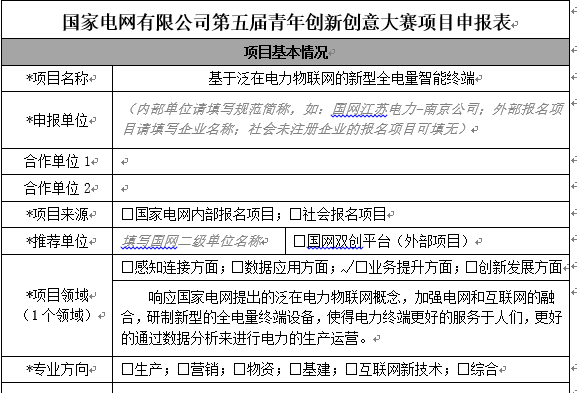 国家电网有限公司第五届青年创新创意大赛项目申报表
项目基本情况
*项目名称
基于泛在电力物联网的新型全电量智能终端
*申报单位
（内部单位请填写规范简称，如：国网江苏电力-南京公司；外部报名项
目请填写企业名称；社会未注册企业的报名项目可填无）
合作单位 1
合作单位 2
*项目来源
□国家电网内部报名项目；□社会报名项目
*推荐单位
填写国网二级单位名称
□国网双创平台（外部项目）
*项目领域
（1 个领域）
□感知连接方面；□数据应用方面；✓□业务提升方面；□创新发展方面
响应国家电网提出的泛在电力物联网概念，加强电网和互联网的融
合，研制新型的全电量终端设备，使得电力终端更好的服务于人们，更好
的通过数据分析来进行电力的生产运营。
*专业方向
□生产；□营销；□物资；□基建；□互联网新技术；□综合